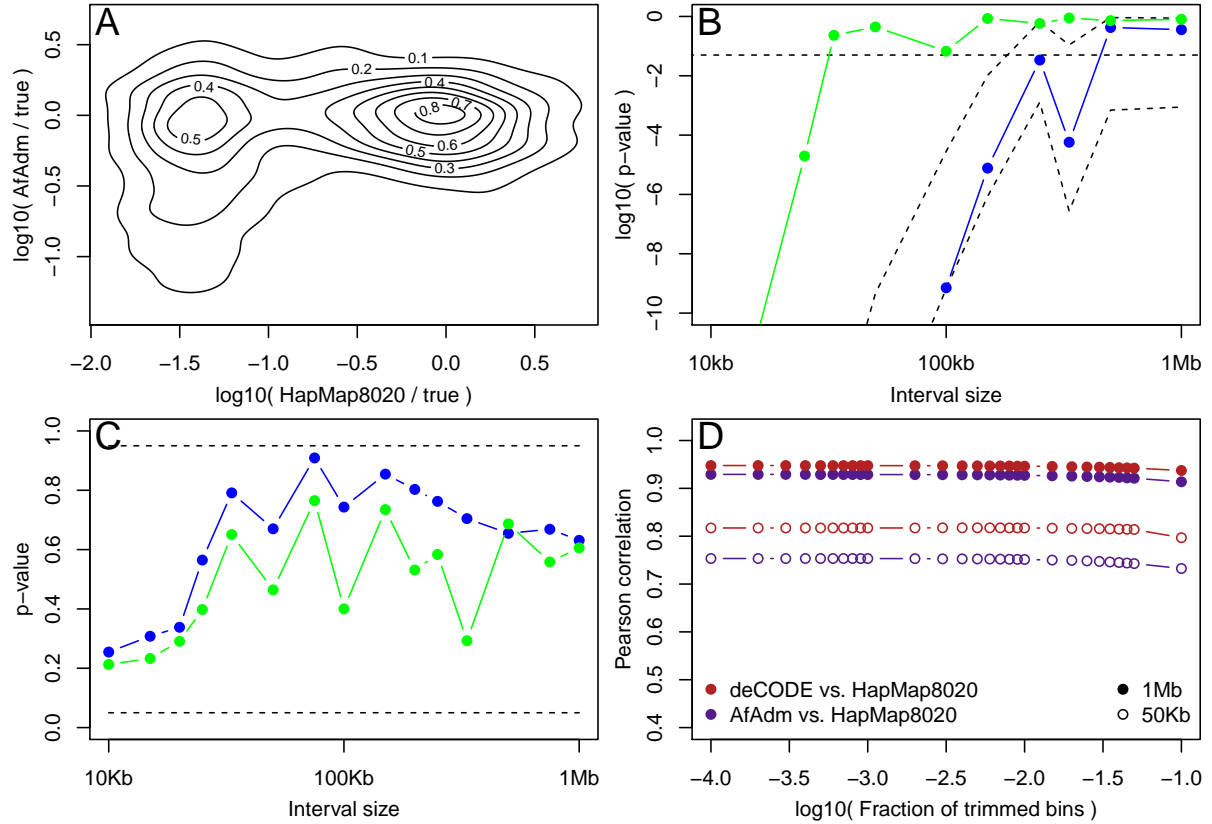 A
log10( AfAdm / true )
0.5
0.0
−0.5
−1.0
0.1
0.2
0.4
0.4
0.8
0.7
0.5
0.6
0.5
0.3
−2.0 −1.5 −1.0 −0.5 0.0 0.5
log10( HapMap8020 / true )
B
log10( p−value )
0
−2
−4
−6
−8
−10
10kb 100kb 1Mb
Interval size
C
p−value
1.0
0.8
0.6
0.4
0.2
0.0
10Kb 100Kb 1Mb
Interval size
D
Pearson correlation
1.0
0.9
0.8
0.7
0.6
0.5
0.4
deCODE vs. HapMap8020
AfAdm vs. HapMap8020
1Mb
50Kb
−4.0 −3.5 −3.0 −2.5 −2.0 −1.5 −1.0
log10( Fraction of trimmed bins )